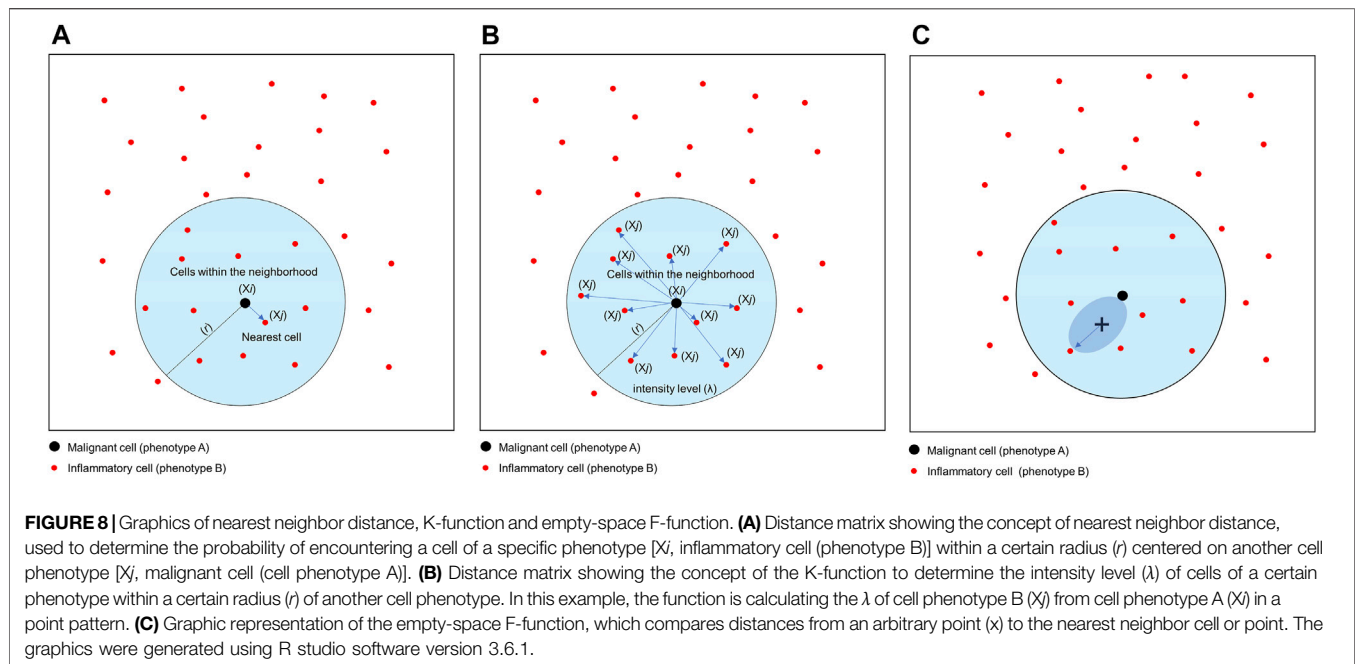 A
Cells within the neighborhood
(Xi)
(Xj)
(r)
Nearest cell
Malignant cell (phenotype A)
Inflammatory cell (phenotype B)
B
(Xj)
(Xj)
(Xj)
(Xj)
Cells within the neighborhood
(Xj)
(Xi)
(Xj)
(Xj)
(Xj)
(r)
(Xj)
(Xj)
(Xj)
intensity level (λ)
Malignant cell (phenotype A)
Inflammatory cell (phenotype B)
C
+
Malignant cell (phenotype A)
Inflammatory cell (phenotype B)
FIGURE 8 | Graphics of nearest neighbor distance, K-function and empty-space F-function. (A) Distance matrix showing the concept of nearest neighbor distance,
used to determine the probability of encountering a cell of a specific phenotype [Xi, inflammatory cell (phenotype B)] within a certain radius (r) centered on another cell
phenotype [Xj, malignant cell (cell phenotype A)]. (B) Distance matrix showing the concept of the K-function to determine the intensity level (λ) of cells of a certain
phenotype within a certain radius (r) of another cell phenotype. In this example, the function is calculating the λ of cell phenotype B (Xj) from cell phenotype A (Xi) in a
point pattern. (C) Graphic representation of the empty-space F-function, which compares distances from an arbitrary point (x) to the nearest neighbor cell or point. The
graphics were generated using R studio software version 3.6.1.